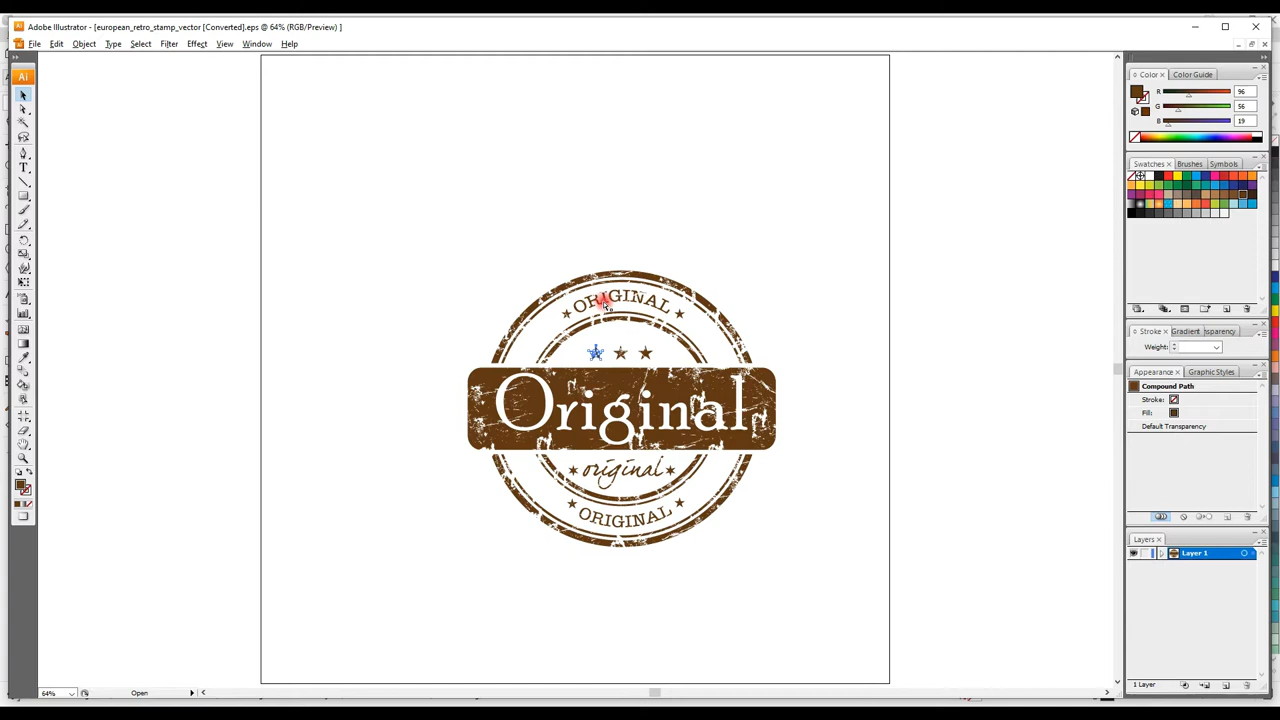 Adobe Illustrator - [european_retro_stamp_vector [Converted].eps @ 64% (RGB/Preview) ]
File Edit Object Type Select Filter Effect View Window Help
Ai
Color Color Guide
R 96
G 56
B 19
Swatches Brushes Symbols
Stroke Gradient nsparency
Weight:
Appearance Graphic Styles
Compound Path
Stroke:
Fill:
Default Transparency
Layers
Layer 1
1 Layer
ORIGINAL
Original
original
ORIGINAL
64% Open